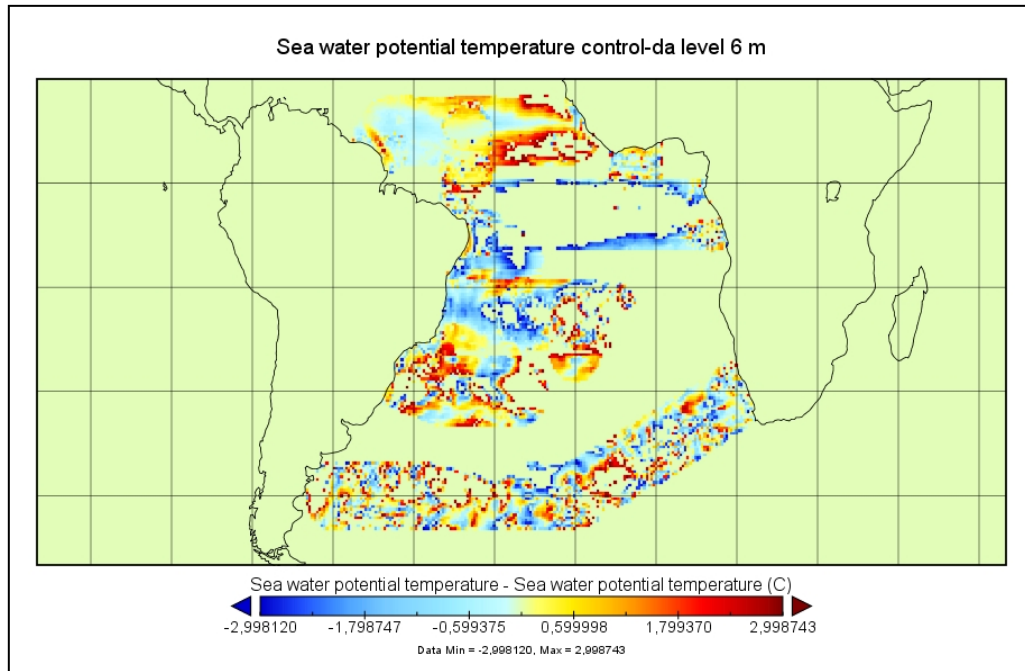 Sea water potential temperature control-da level 6 m
Sea water potential temperature - Sea water potential temperature (C)
-2,998120 -1,798747 -0,599375 0,599998 1,799370 2,998743
Data Min = -2,998120, Max = 2,998743